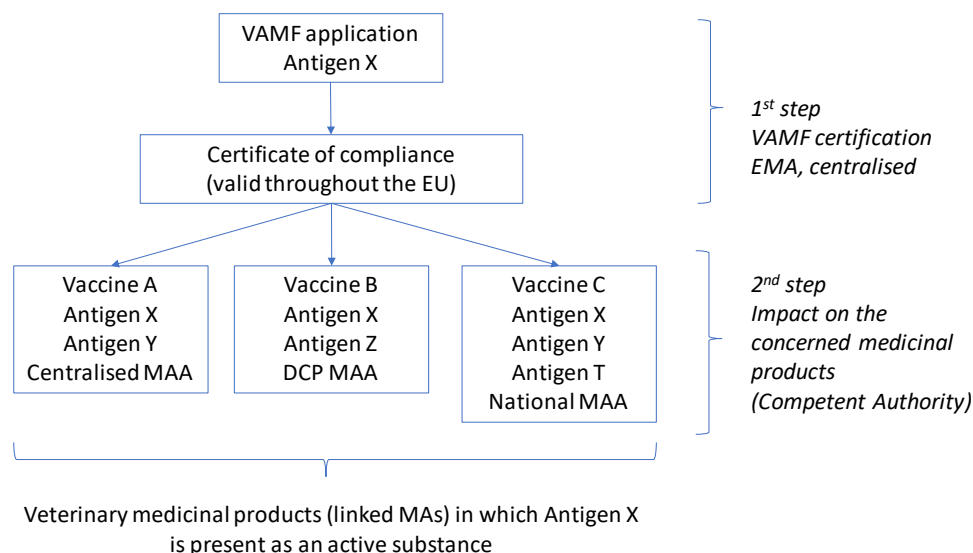 VAMF application
Antigen X
1st step
VAMF certification
EMA, centralised
Certificate of compliance
(valid throughout the EU)
Vaccine A
Antigen X
Antigen Y
Centralised MAA
Vaccine B
Antigen X
Antigen Z
DCP MAA
Vaccine C
Antigen X
Antigen Y
Antigen T
National MAA
2nd step
Impact on the
concerned medicinal
products
(Competent Authority)
Veterinary medicinal products (linked MAs) in which Antigen X
is present as an active substance